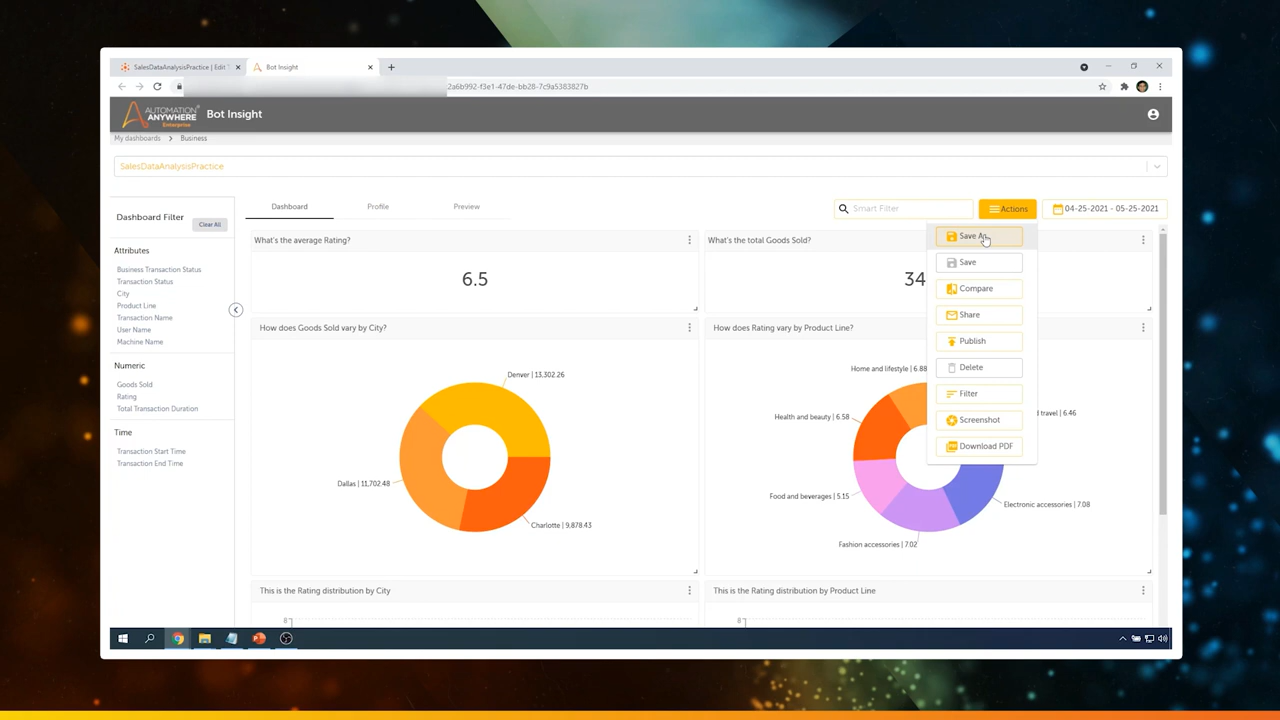 SalesDataAnalysisPractice | Edit T
Bot Insight
2a6b992-f3e1-47de-bb28-7c9a5383827b
AUTOMATION
ANYWHERE
Enterprise
Bot Insight
My dashboards > Business
SalesDataAnalysisPractice
Dashboard Filter
Clear All
Attributes
Business Transaction Status
Transaction Status
City
Product Line
Transaction Name
User Name
Machine Name
Numeric
Goods Sold
Rating
Total Transaction Duration
Time
Transaction Start Time
Transaction End Time
Dashboard
Profile
Preview
Smart Filter
Actions
04-25-2021 - 05-25-2021
Save As
Save
Compare
Share
Publish
Delete
Filter
Screenshot
Download PDF
What's the average Rating?
6.5
What's the total Goods Sold?
34
How does Goods Sold vary by City?
Denver | 13,302.26
Dallas | 11,702.48
Charlotte | 9,878.43
How does Rating vary by Product Line?
Home and lifestyle | 6.88
Health and beauty | 6.58
d travel | 6.46
Food and beverages | 5.15
Electronic accessories | 7.08
Fashion accessories | 7.02
This is the Rating distribution by City
8
This is the Rating distribution by Product Line
8